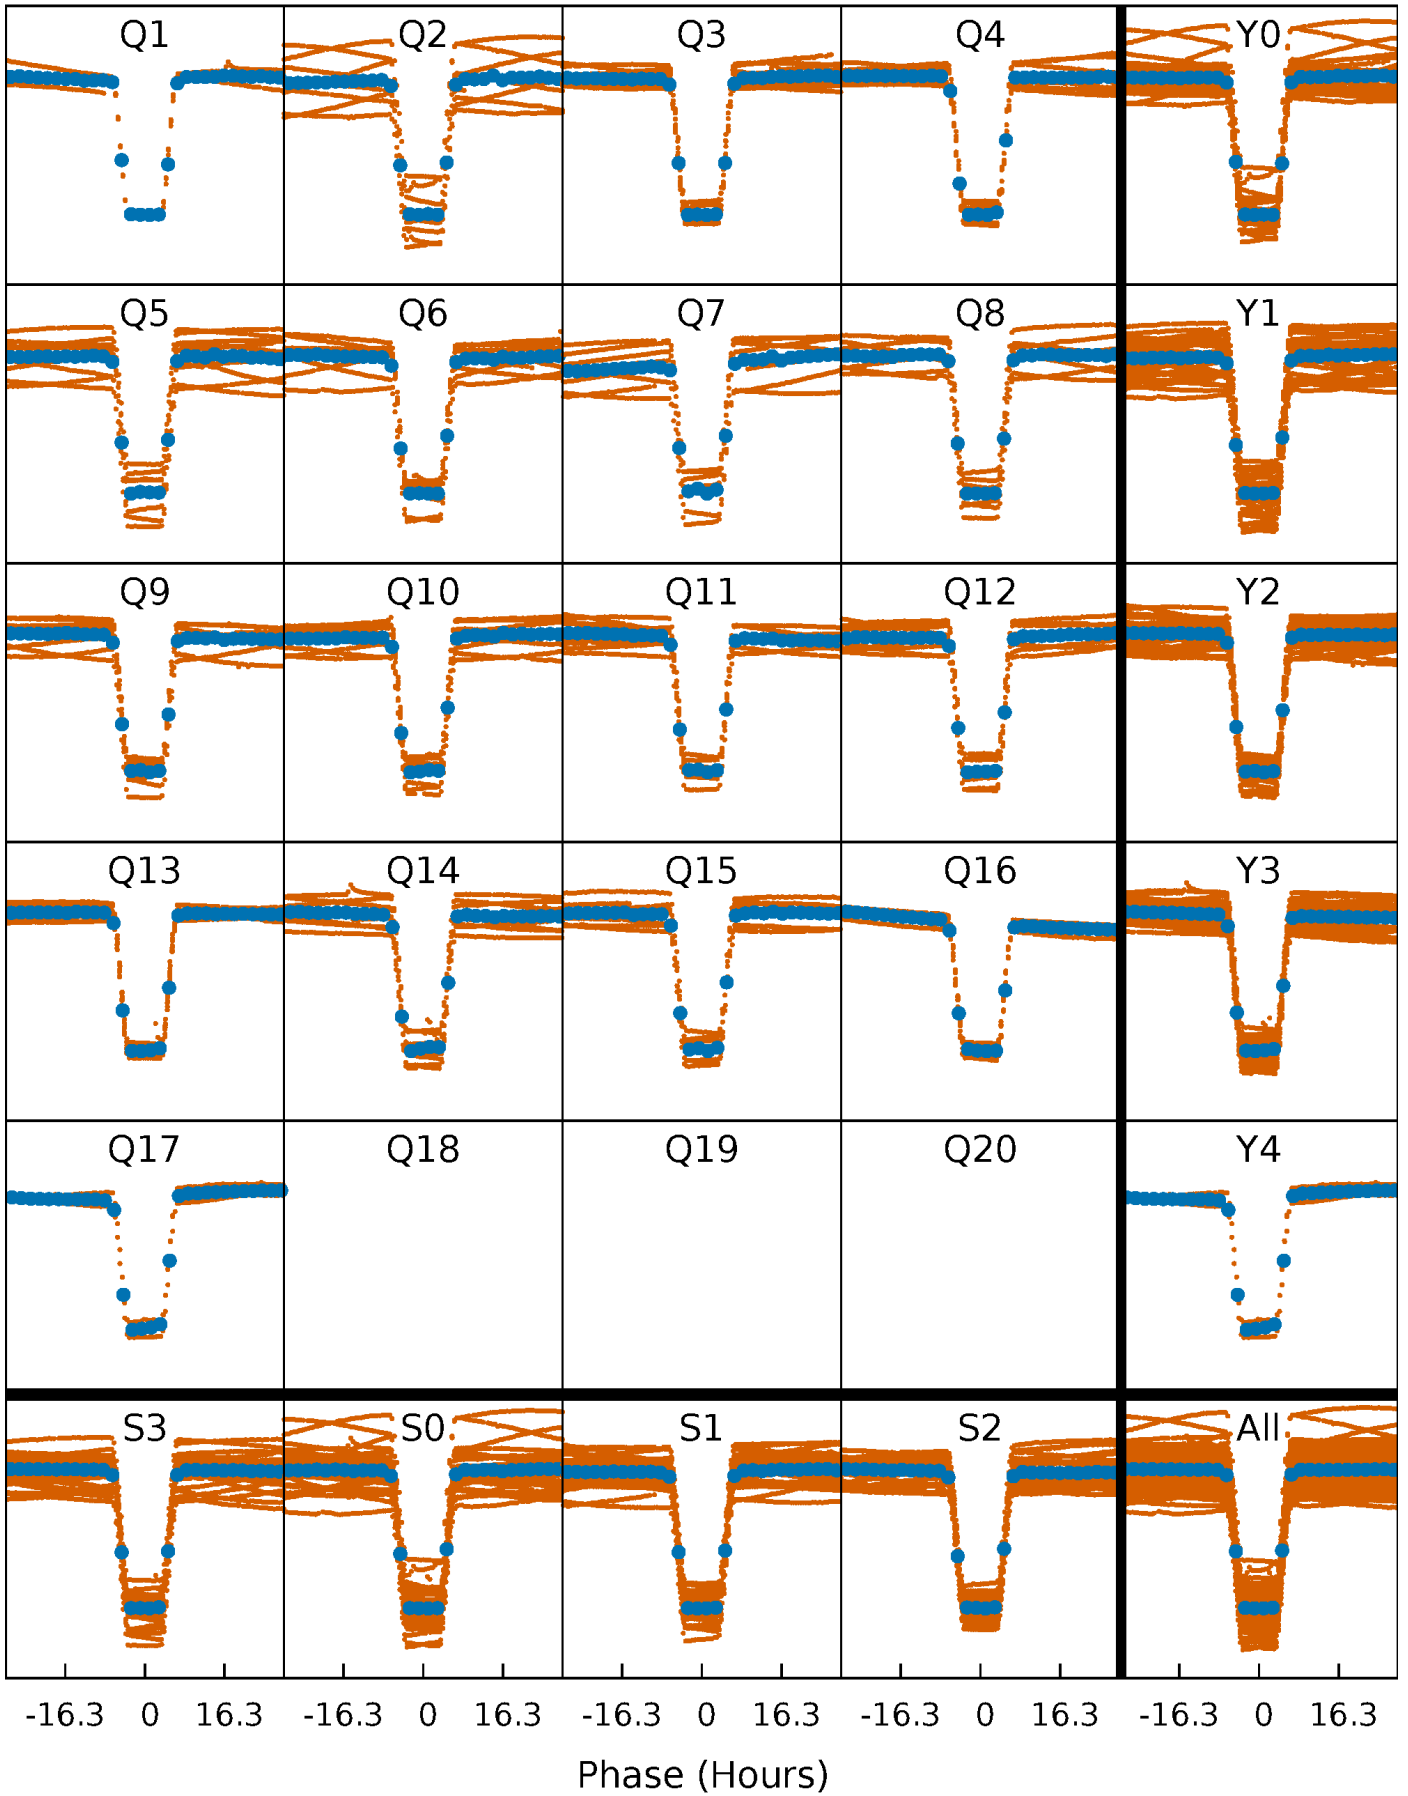 Q1 Q2 Q3 Q4 Y0
Q5 Q6 Q7 Q8 Y1
Q9 Q10 Q11 Q12 Y2
Q13 Q14 Q15 Q16 Y3
Q17 Q18 Q19 Q20 Y4
S3 S0 S1 S2 All
-16.3 0 16.3 -16.3 0 16.3 -16.3 0 16.3 -16.3 0 16.3 -16.3 0 16.3
Phase (Hours)